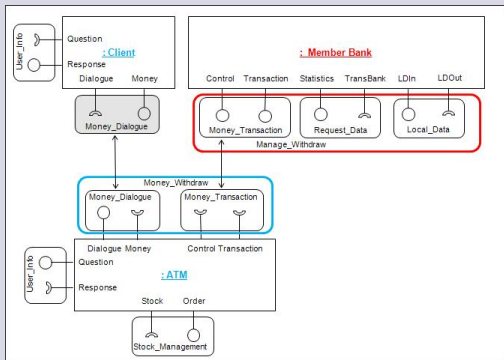 User_Info
Question
Response
: Client
Dialogue Money
Money_Dialogue
: Member Bank
Control Transaction Statistics TransBank LDIn LDOut
Money_Transaction
Request_Data
Local_Data
Manage_Withdraw
Money_Withdraw
Money_Dialogue
Money_Transaction
Dialogue Money
Control Transaction
User_Info
Question
Response
: ATM
Stock Order
Stock_Management